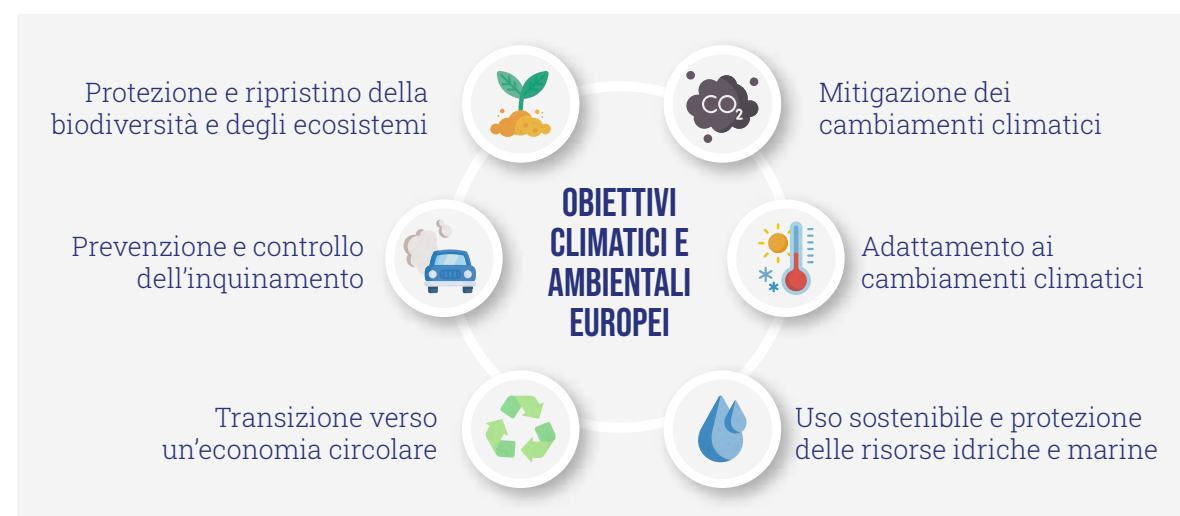 Protezione e ripristino della
biodiversità e degli ecosistemi
CO2
Mitigazione dei
cambiamenti climatici
Prevenzione e controllo
dell'inquinamento
OBIETTIVI
CLIMATICI E
AMBIENTALI
EUROPEI
Adattamento ai
cambiamenti climatici
Transizione verso
un'economia circolare
Uso sostenibile e protezione
delle risorse idriche e marine